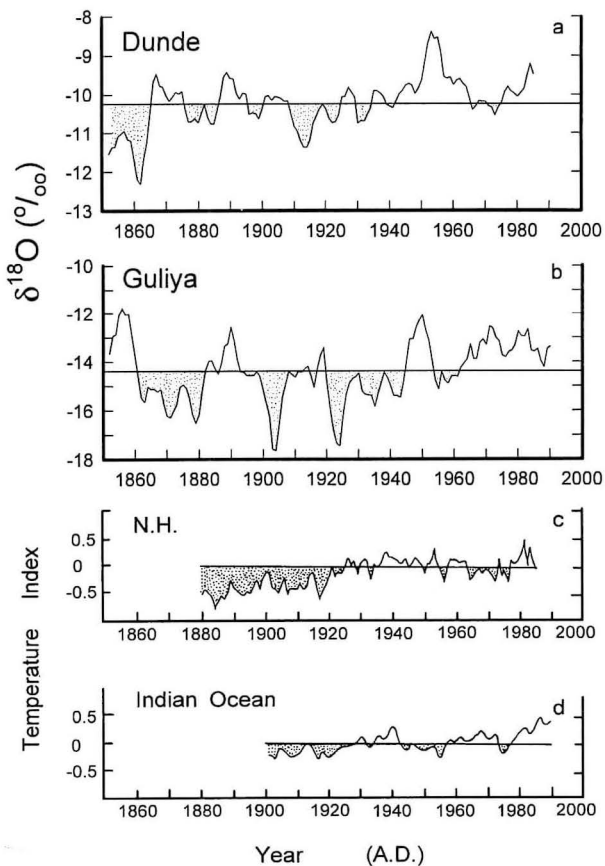 Dunde
a
-8
-9
-10
-11
-12
-13
1860 1880 1900 1920 1940 1960 1980 2000
δ18O (o/oo)
Guliya
b
-10
-12
-14
-16
-18
1860 1880 1900 1920 1940 1960 1980 2000
N.H.
c
0.5
0
-0.5
1860 1880 1900 1920 1940 1960 1980 2000
Temperature Index
Indian Ocean
d
0.5
0
-0.5
1860 1880 1900 1920 1940 1960 1980 2000
Year (A.D.)